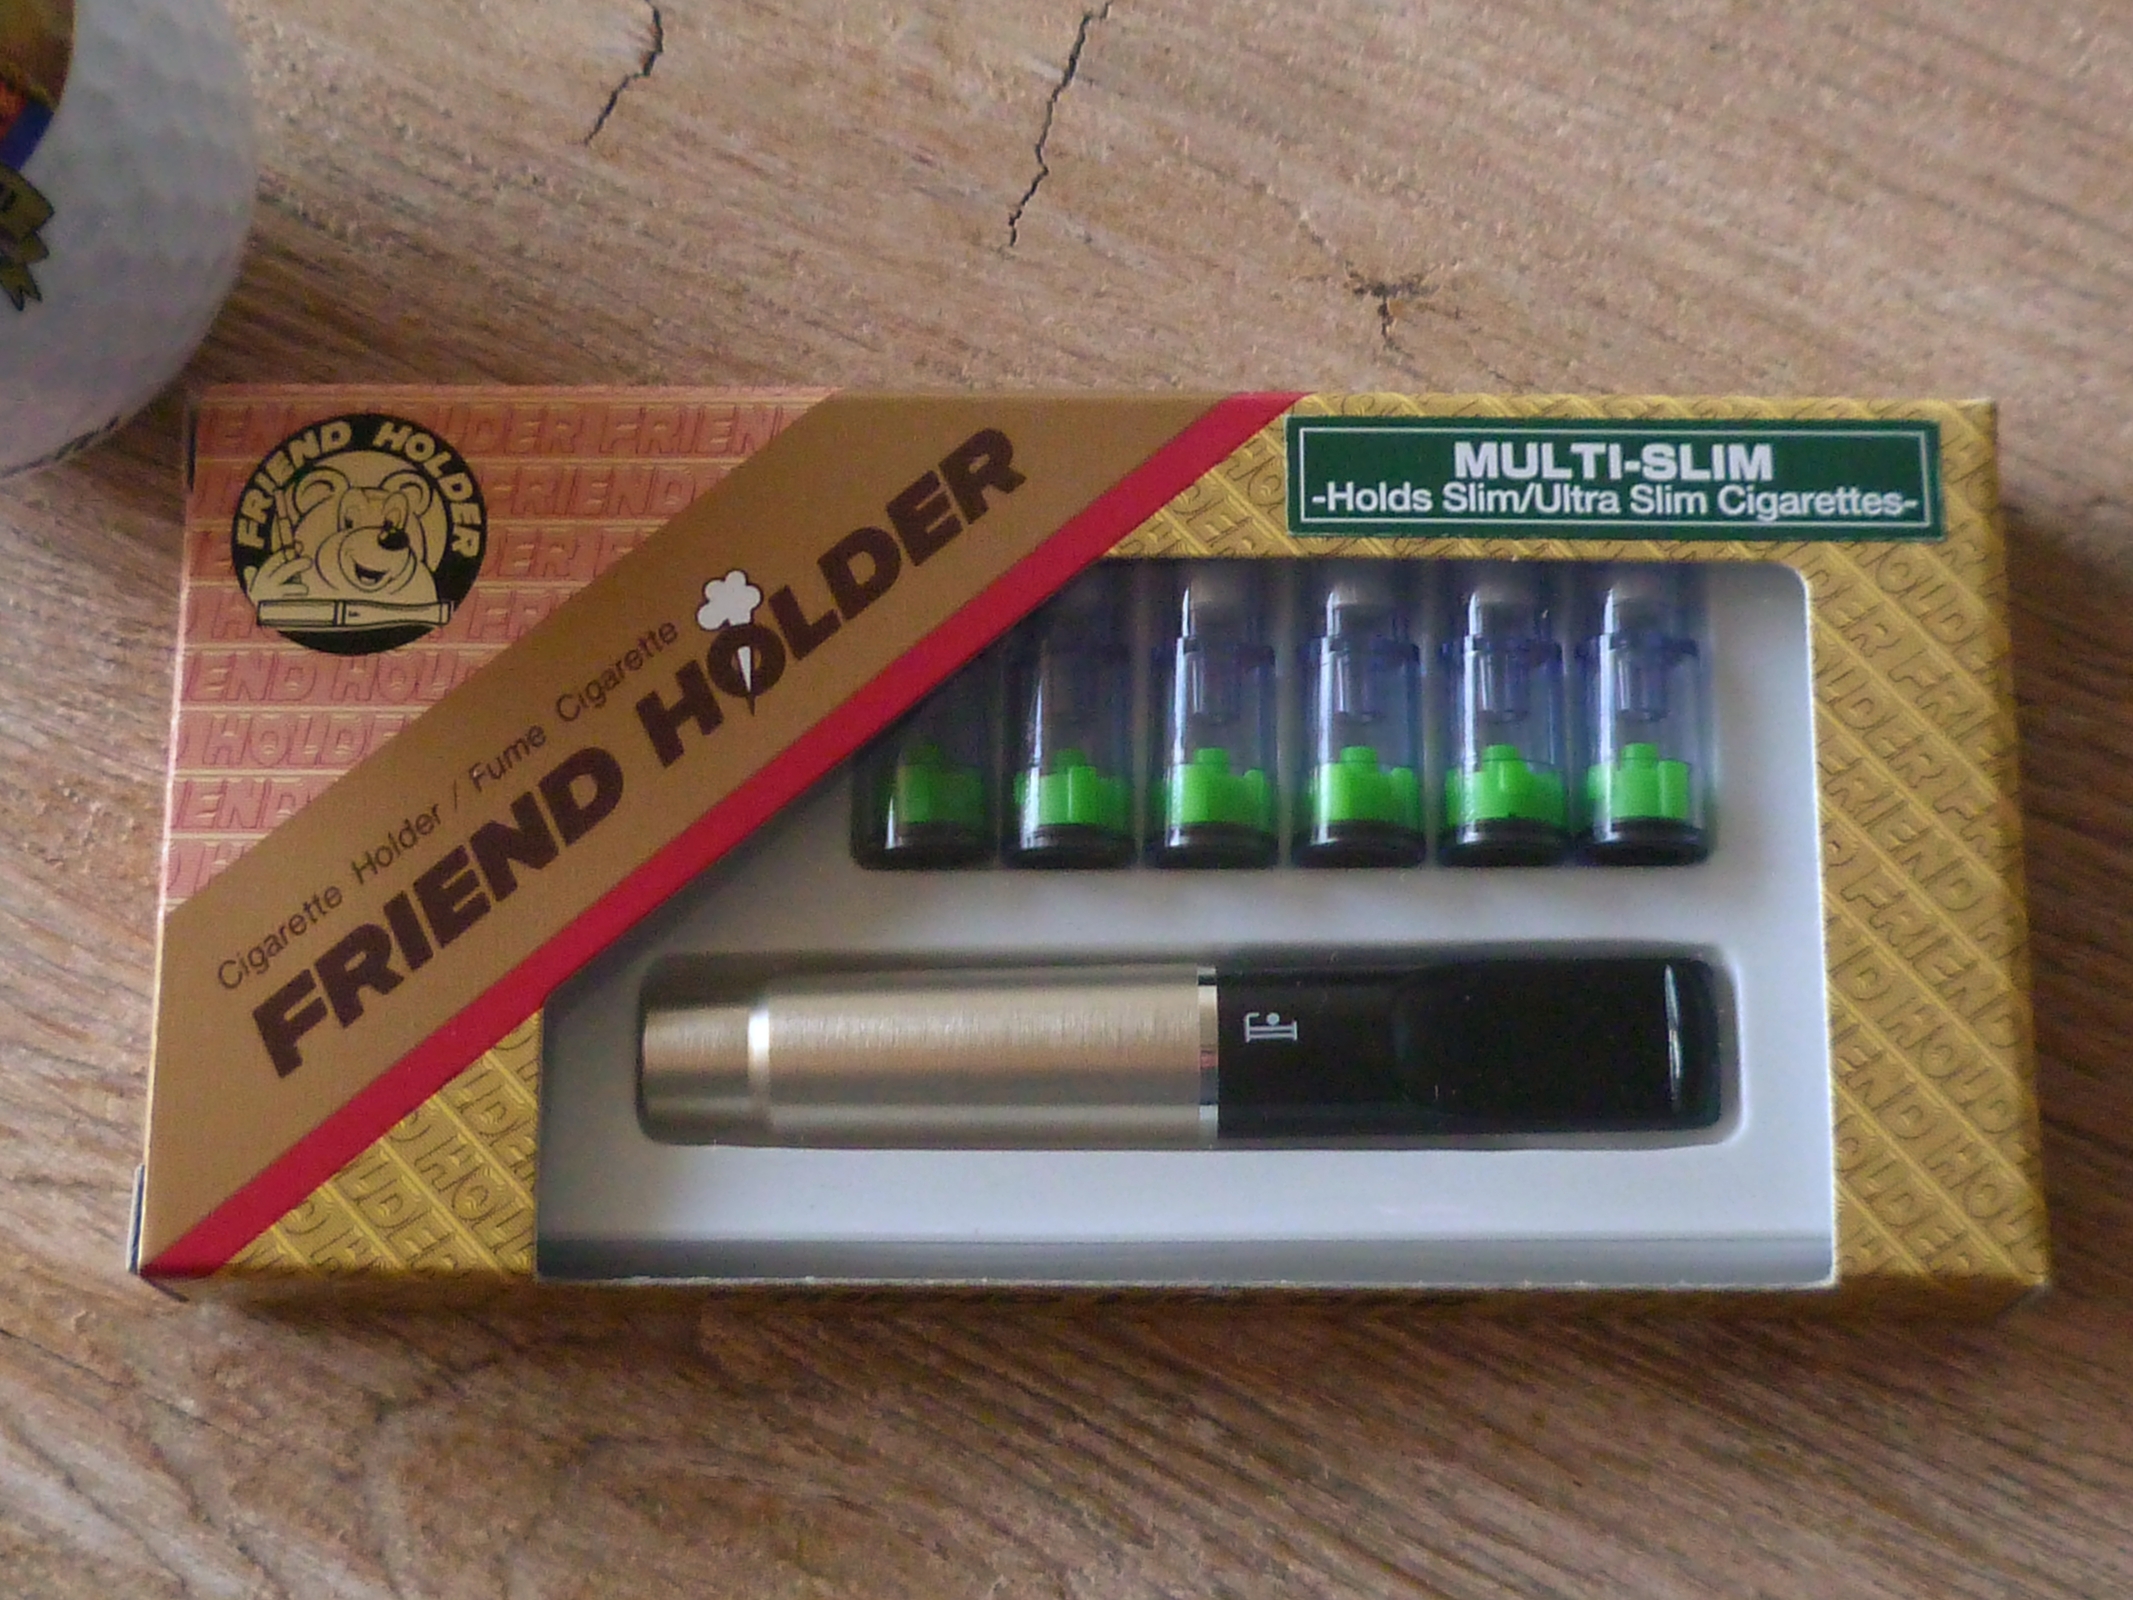 FRIEND HOLDER
MULTI-SLIM
-Holds Slim/Ultra Slim Cigarettes-
Cigarette Holder / Fume Cigarette
FRIEND HOLDER